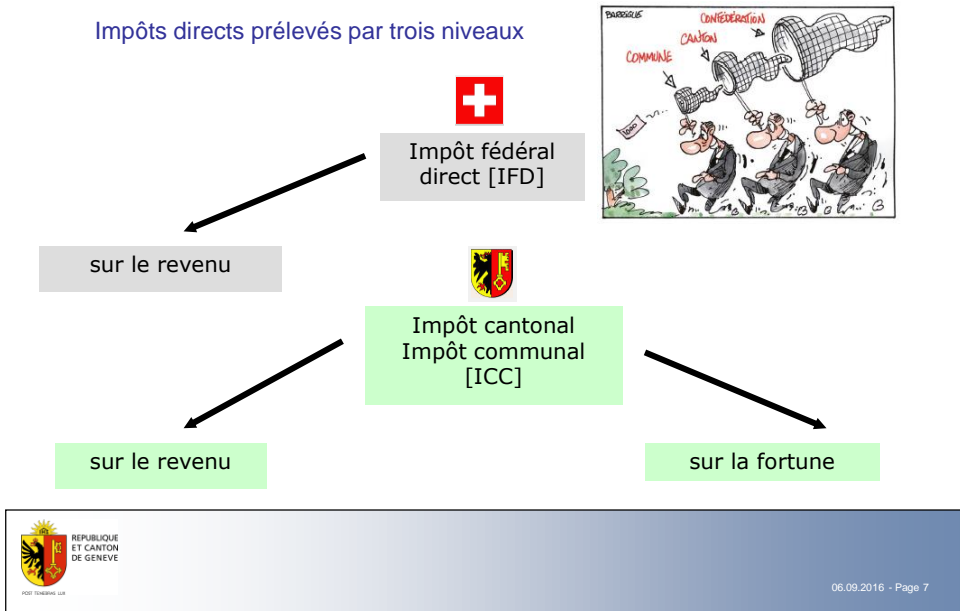 Impôts directs prélevés par trois niveaux
BARRIGUE
CONFÉDÉRATION
CANTON
COMMUNE
1000
Impôt fédéral
direct [IFD]
sur le revenu
Impôt cantonal
Impôt communal
[ICC]
sur le revenu
sur la fortune
REPUBLIQUE
ET CANTON
DE GENEVE
POST TENEBRAS LUX
06.09.2016 - Page 7